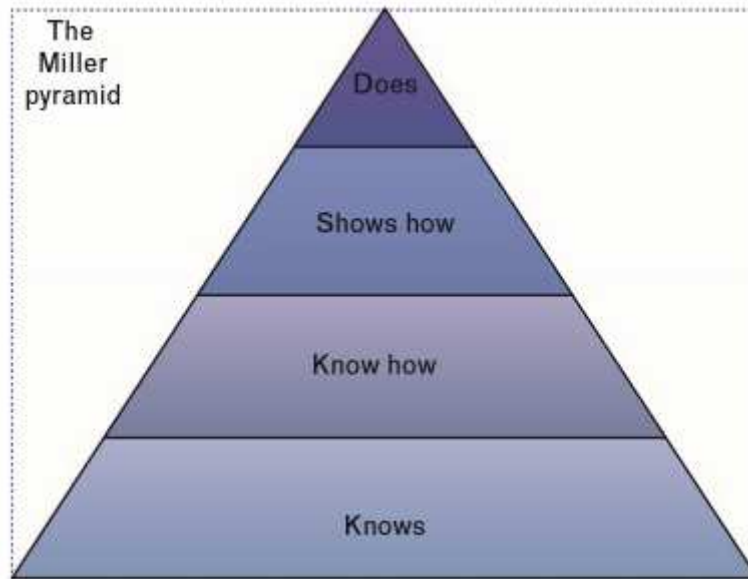 The
Miller
pyramid
Does
Shows how
Know how
Knows